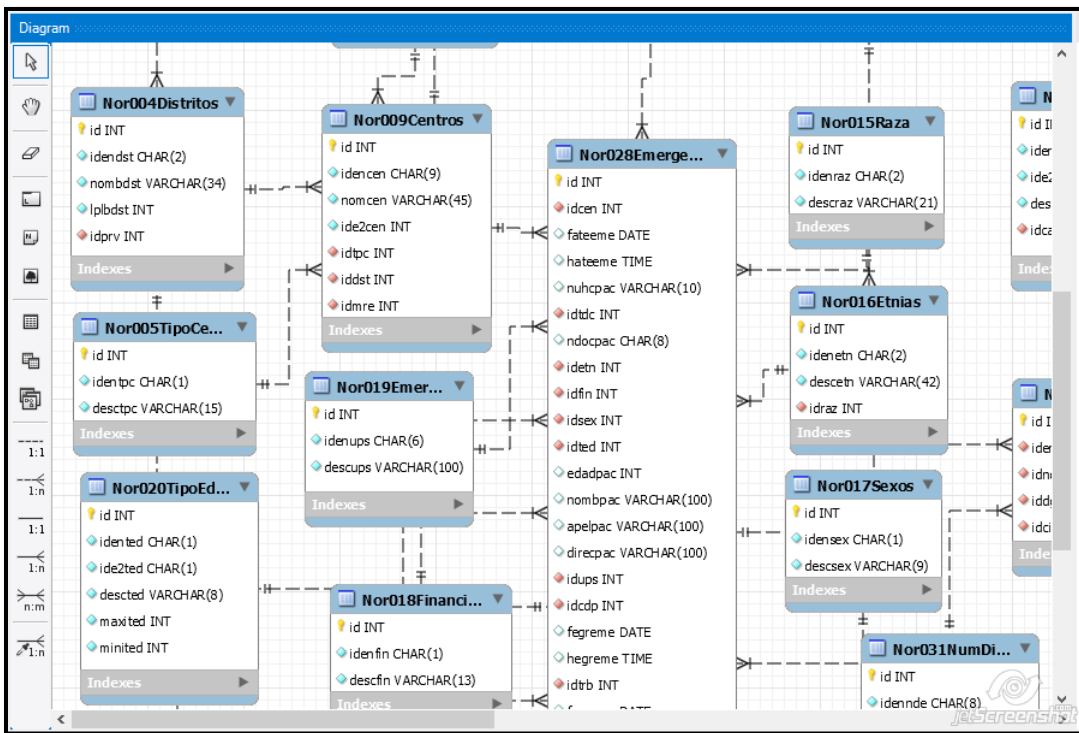 Diagram
1:1
1:n
1:1
1:n
n:m
1:n
Nor004Distritos
id INT
idendst CHAR(2)
nombdst VARCHAR(34)
lplbdst INT
idprv INT
Indexes
Nor005TipoCe...
id INT
identpc CHAR(1)
desctpc VARCHAR(15)
Indexes
Nor020TipoEd...
id INT
idented CHAR(1)
ide2ted CHAR(1)
descted VARCHAR(8)
maxited INT
minited INT
Indexes
Nor009Centros
id INT
idencen CHAR(9)
nomcen VARCHAR(45)
ide2cen INT
idtpc INT
iddst INT
idmre INT
Indexes
Nor019Emer...
id INT
idenups CHAR(6)
descups VARCHAR(100)
Indexes
Nor018Financi...
id INT
idenfin CHAR(1)
descfin VARCHAR(13)
Indexes
Nor028Emerge...
id INT
idcen INT
fateeme DATE
hateeme TIME
nuhcpac VARCHAR(10)
idtdc INT
ndocpac CHAR(8)
idetn INT
idfin INT
idsex INT
idted INT
edadpac INT
nombpac VARCHAR(100)
apelpac VARCHAR(100)
direcpac VARCHAR(100)
idups INT
idcdp INT
fegreme DATE
hegreme TIME
idtrb INT
Nor015Raza
id INT
idenraz CHAR(2)
descraz VARCHAR(21)
Indexes
Nor016Etnias
id INT
idenetn CHAR(2)
descetn VARCHAR(42)
idraz INT
Indexes
Nor017Sexos
id INT
idensex CHAR(1)
descsex VARCHAR(9)
Indexes
Nor031NumDi...
id INT
idennde CHAR(8)
N
ide2
des
idca
N
jetScreenshot
.com